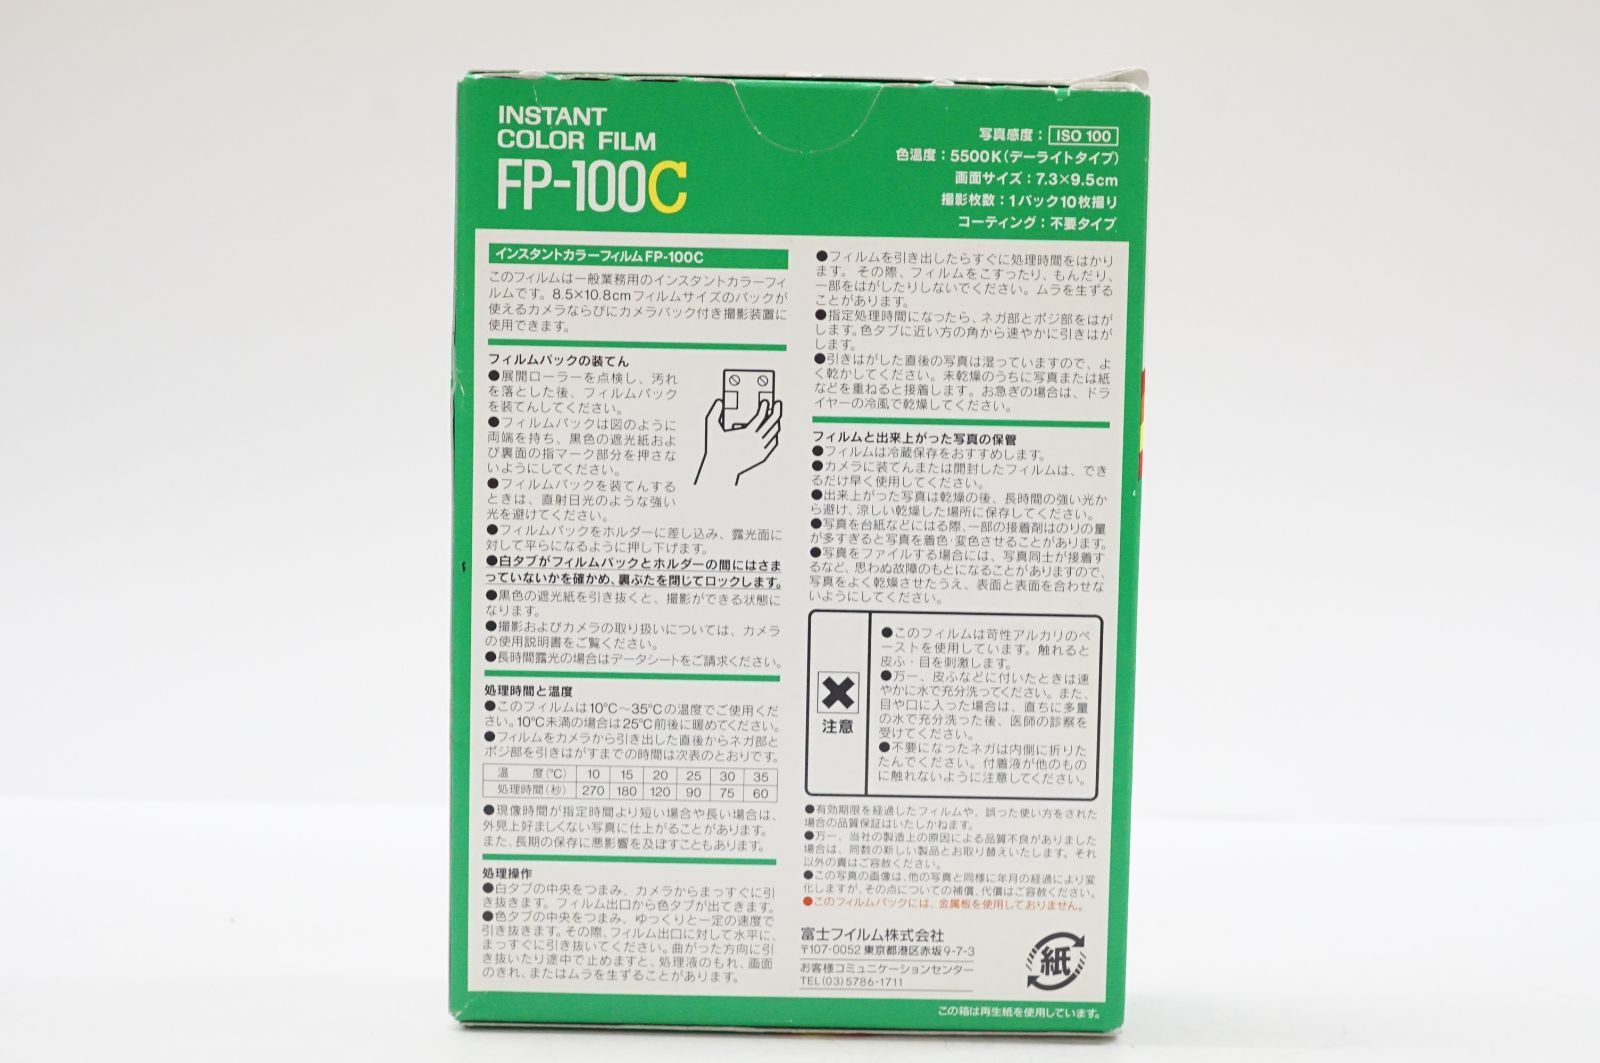 INSTANT
COLOR FILM
FP-100C
写真感度：ISO 100
色温度：5500K(デーライトタイプ)
画面サイズ：7.3×9.5cm
撮影枚数：1パック10枚撮り
コーティング：不要タイプ
インスタントカラーフィルムFP-100C
このフィルムは一般業務用のインスタントカラーフィ
ルムです。8.5×10.8cmフィルムサイズのパックが
使えるカメラならびにカメラパック付き撮影装置に
使用できます。
フィルムパックの装てん
●展開ローラーを点検し、汚れ
を落とした後、フィルムパック
を装てんしてください。
●フィルムパックは図のように
両端を持ち、黒色の遮光紙およ
び裏面の指マーク部分を押さな
いようにしてください。
●フィルムパックを装てんする
ときは、直射日光のような強い
光を避けてください。
●フィルムパックをホルダーに差し込み、露光面に
対して平らになるように押し下げます。
●白タブがフィルムパックとホルダーの間にはさま
っていないかを確かめ、裏ぶたを閉じてロックします。
●黒色の遮光紙を引き抜くと、撮影ができる状態に
なります。
●撮影およびカメラの取り扱いについては、カメラ
の使用説明書をご覧ください。
●長時間露光の場合はデータシートをご請求ください。
処理時間と温度
●このフィルムは10℃～35℃の温度でご使用くだ
さい。10℃未満の場合は25℃前後に暖めてください。
●フィルムをカメラから引き出した直後からネガ部と
ポジ部を引きはがすまでの時間は次表のとおりです。
温 度(℃) 10 15 20 25 30 35
処理時間(秒) 270 180 120 90 75 60
●現像時間が指定時間より短い場合や長い場合は、
外見上好ましくない写真に仕上がることがあります。
また、長期の保存に悪影響を及ぼすこともあります。
処理操作
●白タブの中央をつまみ、カメラからまっすぐに引
き抜きます。フィルム出口から色タブが出てきます。
●色タブの中央をつまみ、ゆっくりと一定の速度で
引き抜きます。その際、フィルム出口に対して水平に、
まっすぐに引き抜いてください。曲がった方向に引
き抜いたり途中で止めますと、処理液のもれ、画面
のきれ、またはムラを生ずることがあります。
●フィルムを引き出したらすぐに処理時間をはかり
ます。その際、フィルムをこすったり、もんだり、
一部をはがしたりしないでください。ムラを生ずる
ことがあります。
●指定処理時間になったら、ネガ部とポジ部をはが
します。色タブに近い方の角から速やかに引きはが
します。
●引きはがした直後の写真は湿っていますので、よ
く乾かしてください。未乾燥のうちに写真または紙
などを重ねると接着します。お急ぎの場合は、ドラ
イヤーの冷風で乾燥してください。
フィルムと出来上がった写真の保管
●フィルムは冷蔵保存をおすすめします。
●カメラに装てんまたは開封したフィルムは、でき
るだけ早く使用してください。
●出来上がった写真は乾燥の後、長時間の強い光か
ら避け、涼しい乾燥した場所に保存してください。
●写真を台紙などにはる際、一部の接着剤はのりの量
が多すぎると写真を着色・変色させることがあります。
●写真をファイルする場合には、写真同士が接着す
るなど、思わぬ故障のもとになることがありますので、
写真をよく乾燥させたうえ、表面と表面を合わせな
いようにしてください。
注意
●このフィルムは苛性アルカリのペ
ーストを使用しています。触れると
皮ふ・目を刺激します。
●万一、皮ふなどに付いたときは速
やかに水で充分洗ってください。また、
目や口に入った場合は、直ちに多量
の水で充分洗った後、医師の診察を
受けてください。
●不要になったネガは内側に折りた
たんでください。付着液が他のもの
に触れないように注意してください。
●有効期限を経過したフィルムや、誤った使い方をされた
場合の品質保証はいたしかねます。
●万一、当社の製造上の原因による品質不良がありました
場合は、同数の新しい製品とお取り替えいたします。それ
以外の責はご容赦ください。
●この写真の画像は、他の写真と同様に年月の経過により変
化しますが、その点についての補償、代償はご容赦ください。
●このフィルムパックには、金属板を使用しておりません。
富士フイルム株式会社
〒107-0052 東京都港区赤坂9-7-3
お客様コミュニケーションセンター
TEL(03)5786-1711
紙
この箱は再生紙を使用しています。